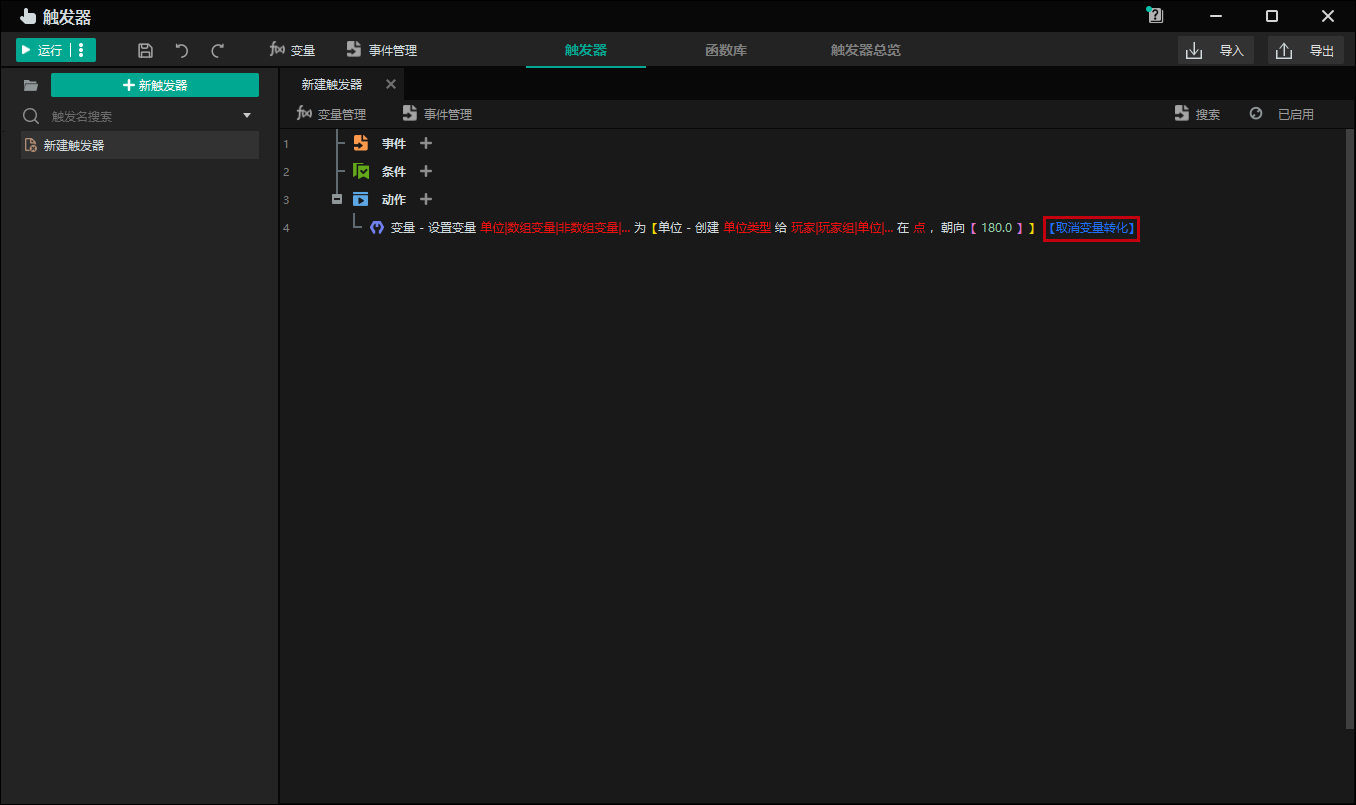 触发器
运行 变量 事件管理 触发器 函数库 触发器总览 导入 导出
+ 新触发器 新建触发器
触发名搜索 变量管理 事件管理 搜索 已启用
新建触发器
1 事件 +
2 条件 +
3 动作 +
4 变量 - 设置变量 单位|数组变量|非数组变量|... 为 【单位 - 创建 单位类型 给 玩家|玩家组|单位|... 在 点 ，朝向 【 180.0 】 】 【取消变量转化】